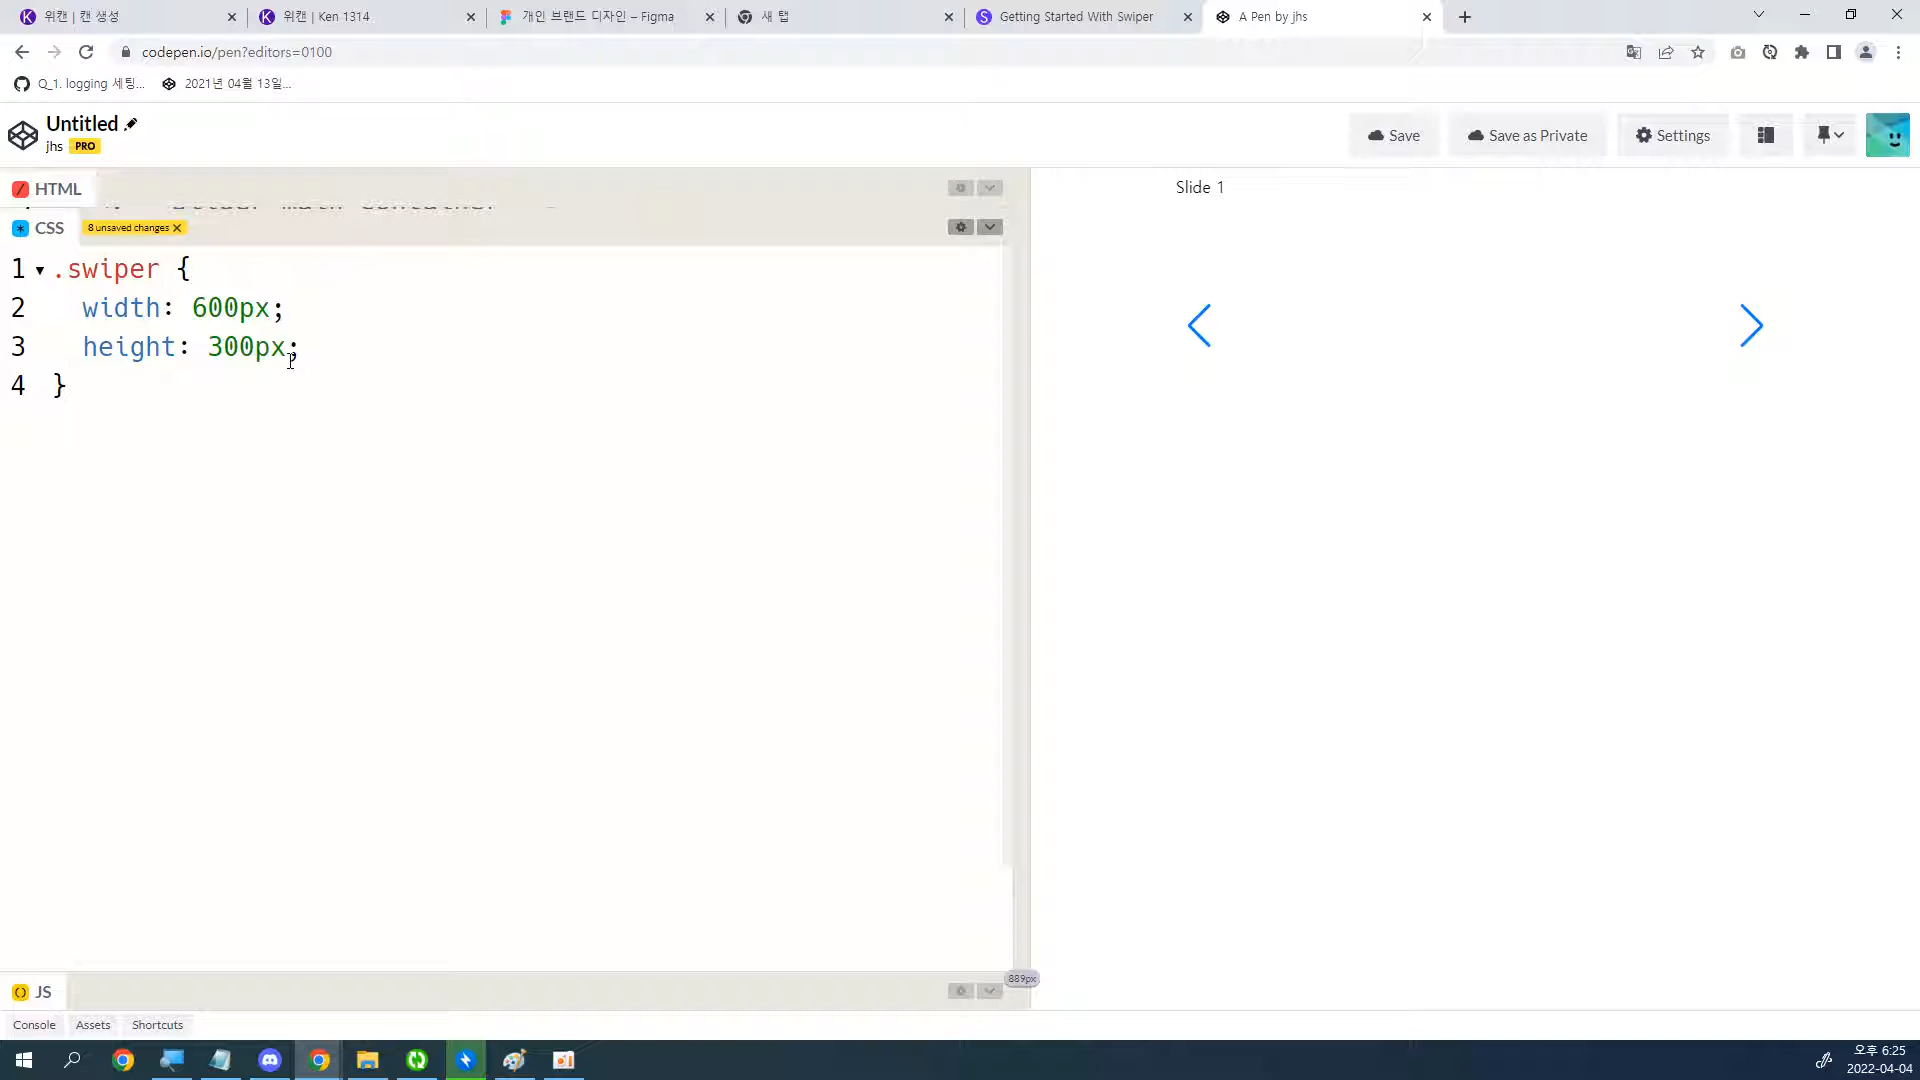 위캔 | 캔 생성
위캔 | Ken 1314
개인 브랜드 디자인 – Figma
새 탭
Getting Started With Swiper
A Pen by jhs
codepen.io/pen?editors=0100
Q_1. logging 세팅...
2021년 04월 13일...
Untitled
jhs PRO
Save
Save as Private
Settings
HTML
CSS
8 unsaved changes
1 .swiper {
2 width: 600px;
3 height: 300px;
4 }
Slide 1
889px
JS
Console
Assets
Shortcuts
오후 6:25
2022-04-04